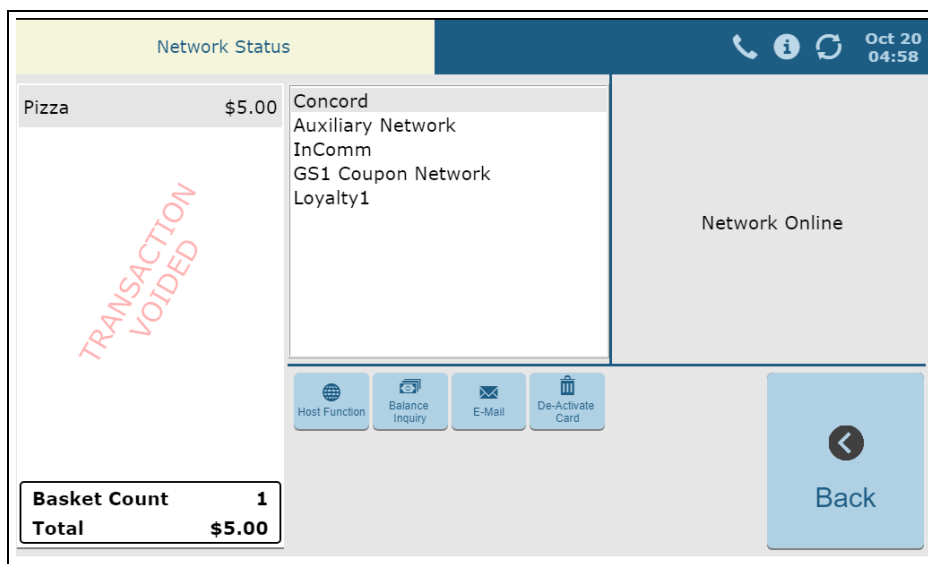 Network Status
Oct 20
04:58
Pizza $5.00
TRANSACTION
VOIDED
Basket Count 1
Total $5.00
Concord
Auxiliary Network
InComm
GS1 Coupon Network
Loyalty1
Network Online
Host Function
Balance
Inquiry
E-Mail
De-Activate
Card
Back